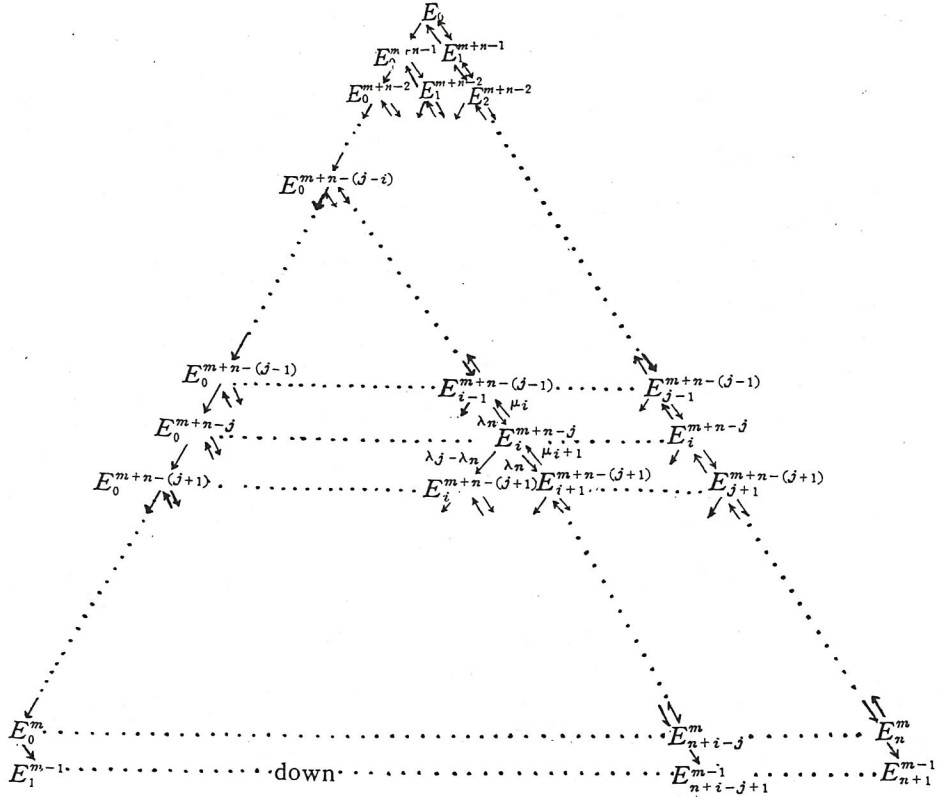 E_0
E_0^{m+n-1} E_1^{m+n-1}
E_0^{m+n-2} E_1^{m+n-2} E_2^{m+n-2}
E_0^{m+n-(j-i)}
E_0^{m+n-(j-1)} E_{i-1}^{m+n-(j-1)} E_{j-1}^{m+n-(j-1)}
λ_n μ_i
E_0^{m+n-j} E_i^{m+n-j} E_i^{m+n-j}
λ_j-λ_n λ_n μ_{i+1}
E_0^{m+n-(j+1)} E_i^{m+n-(j+1)} E_{i+1}^{m+n-(j+1)} E_{j+1}^{m+n-(j+1)}
E_0^m E_{n+i-j}^m E_n^m
E_1^{m-1} down E_{n+i-j+1}^{m-1} E_{n+1}^{m-1}